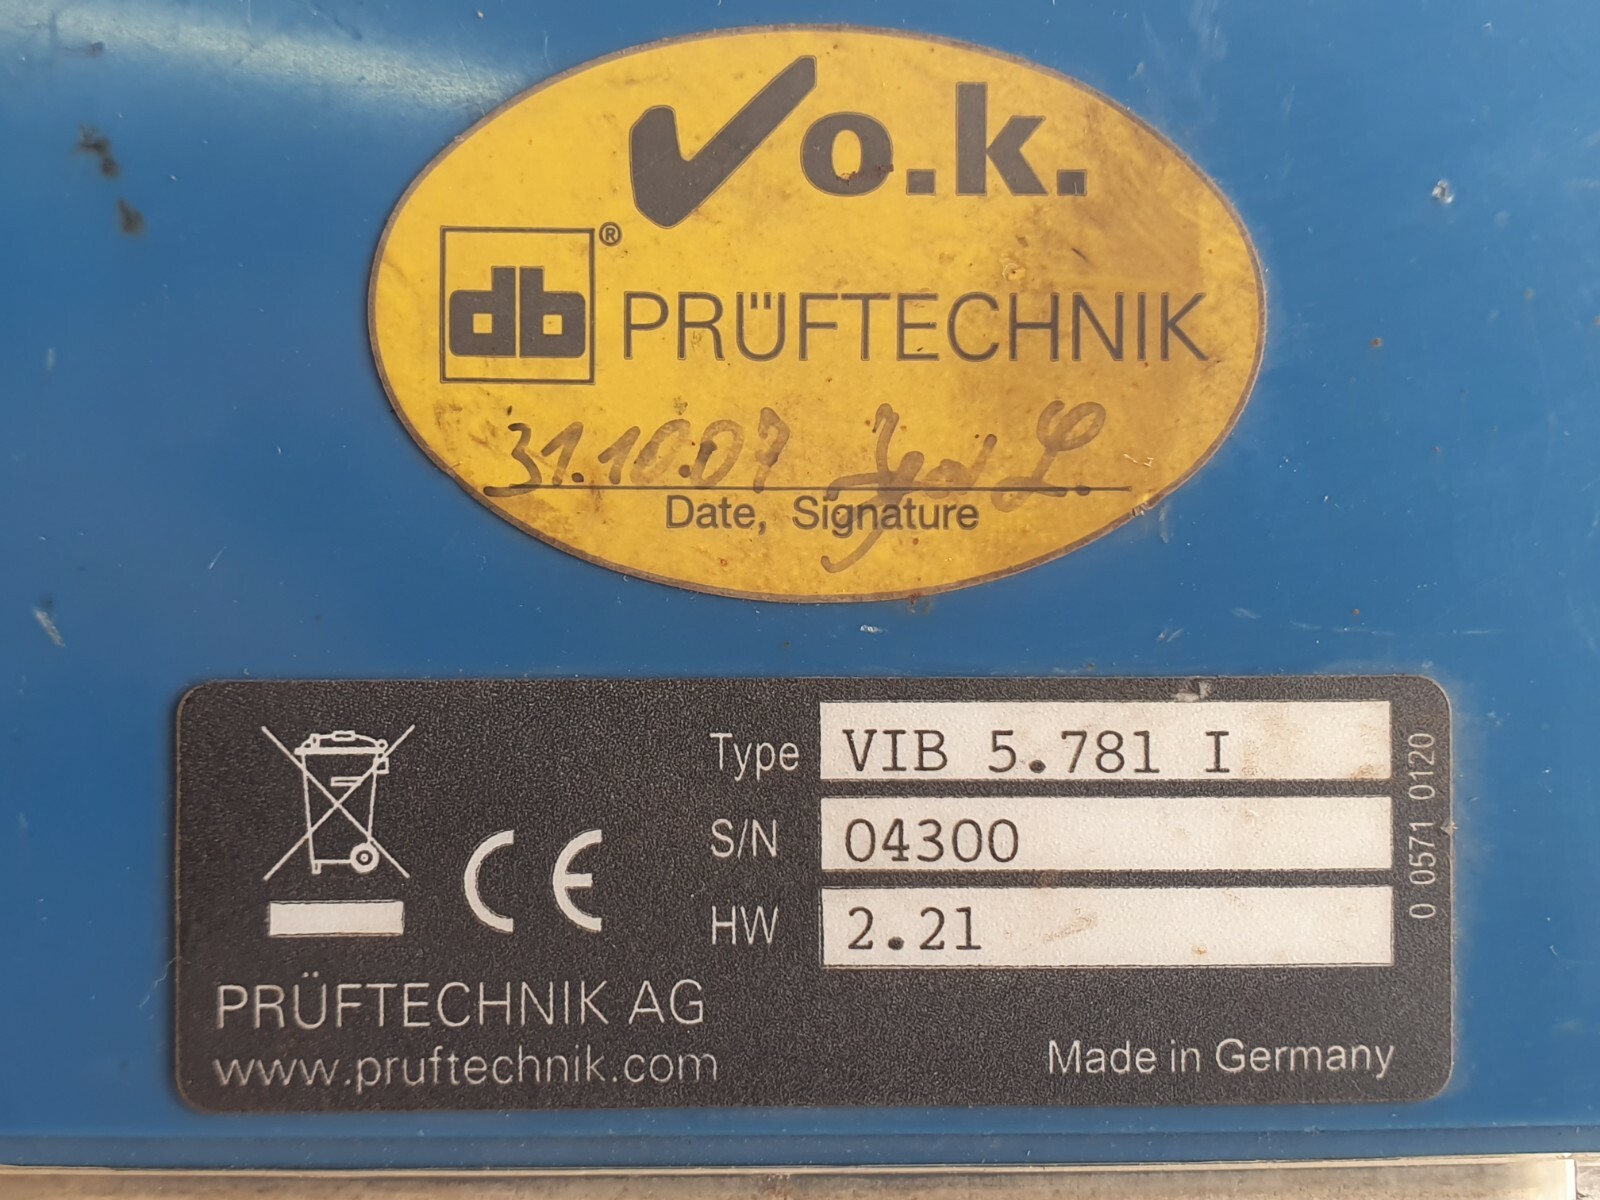 o.k.
db®
PRÜFTECHNIK
31.10.07
Date, Signature
Type VIB 5.781 I
S/N 04300
HW 2.21
0 0571 0120
CE
PRÜFTECHNIK AG
www.pruftechnik.com
Made in Germany